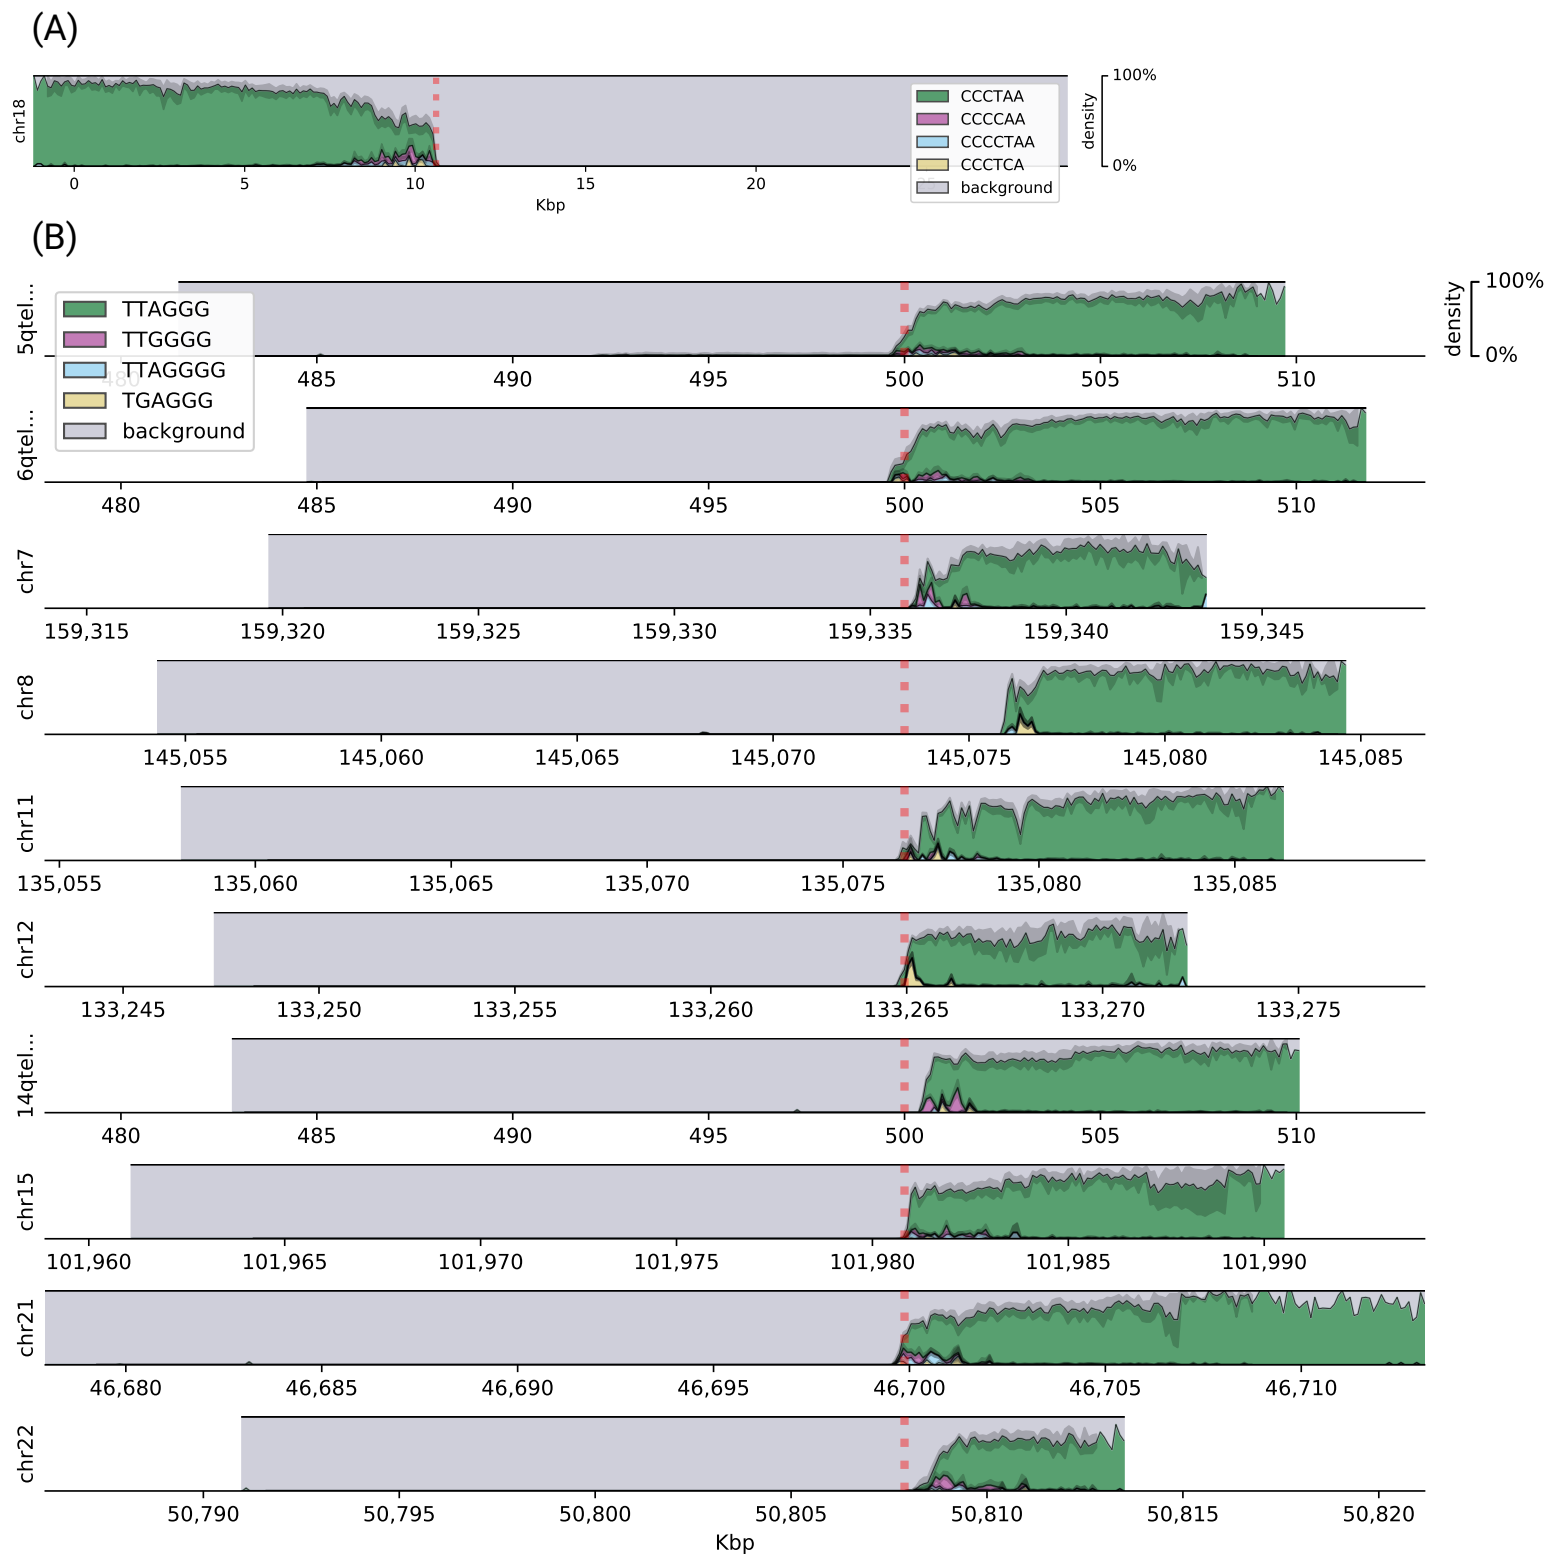 (A)
chr18
CCCTAA
CCCCAA
CCCCTAA
CCCTCA
background
100%
density
0%
0 5 10 15 20 25
Kbp
(B)
5qtel...
TTAGGG
TTGGGG
TTAGGGG
TGAGGG
background
100%
density
0%
480 485 490 495 500 505 510
6qtel...
480 485 490 495 500 505 510
chr7
159,315 159,320 159,325 159,330 159,335 159,340 159,345
chr8
145,055 145,060 145,065 145,070 145,075 145,080 145,085
chr11
135,055 135,060 135,065 135,070 135,075 135,080 135,085
chr12
133,245 133,250 133,255 133,260 133,265 133,270 133,275
14qtel...
480 485 490 495 500 505 510
chr15
101,960 101,965 101,970 101,975 101,980 101,985 101,990
chr21
46,680 46,685 46,690 46,695 46,700 46,705 46,710
chr22
50,790 50,795 50,800 50,805 50,810 50,815 50,820
Kbp